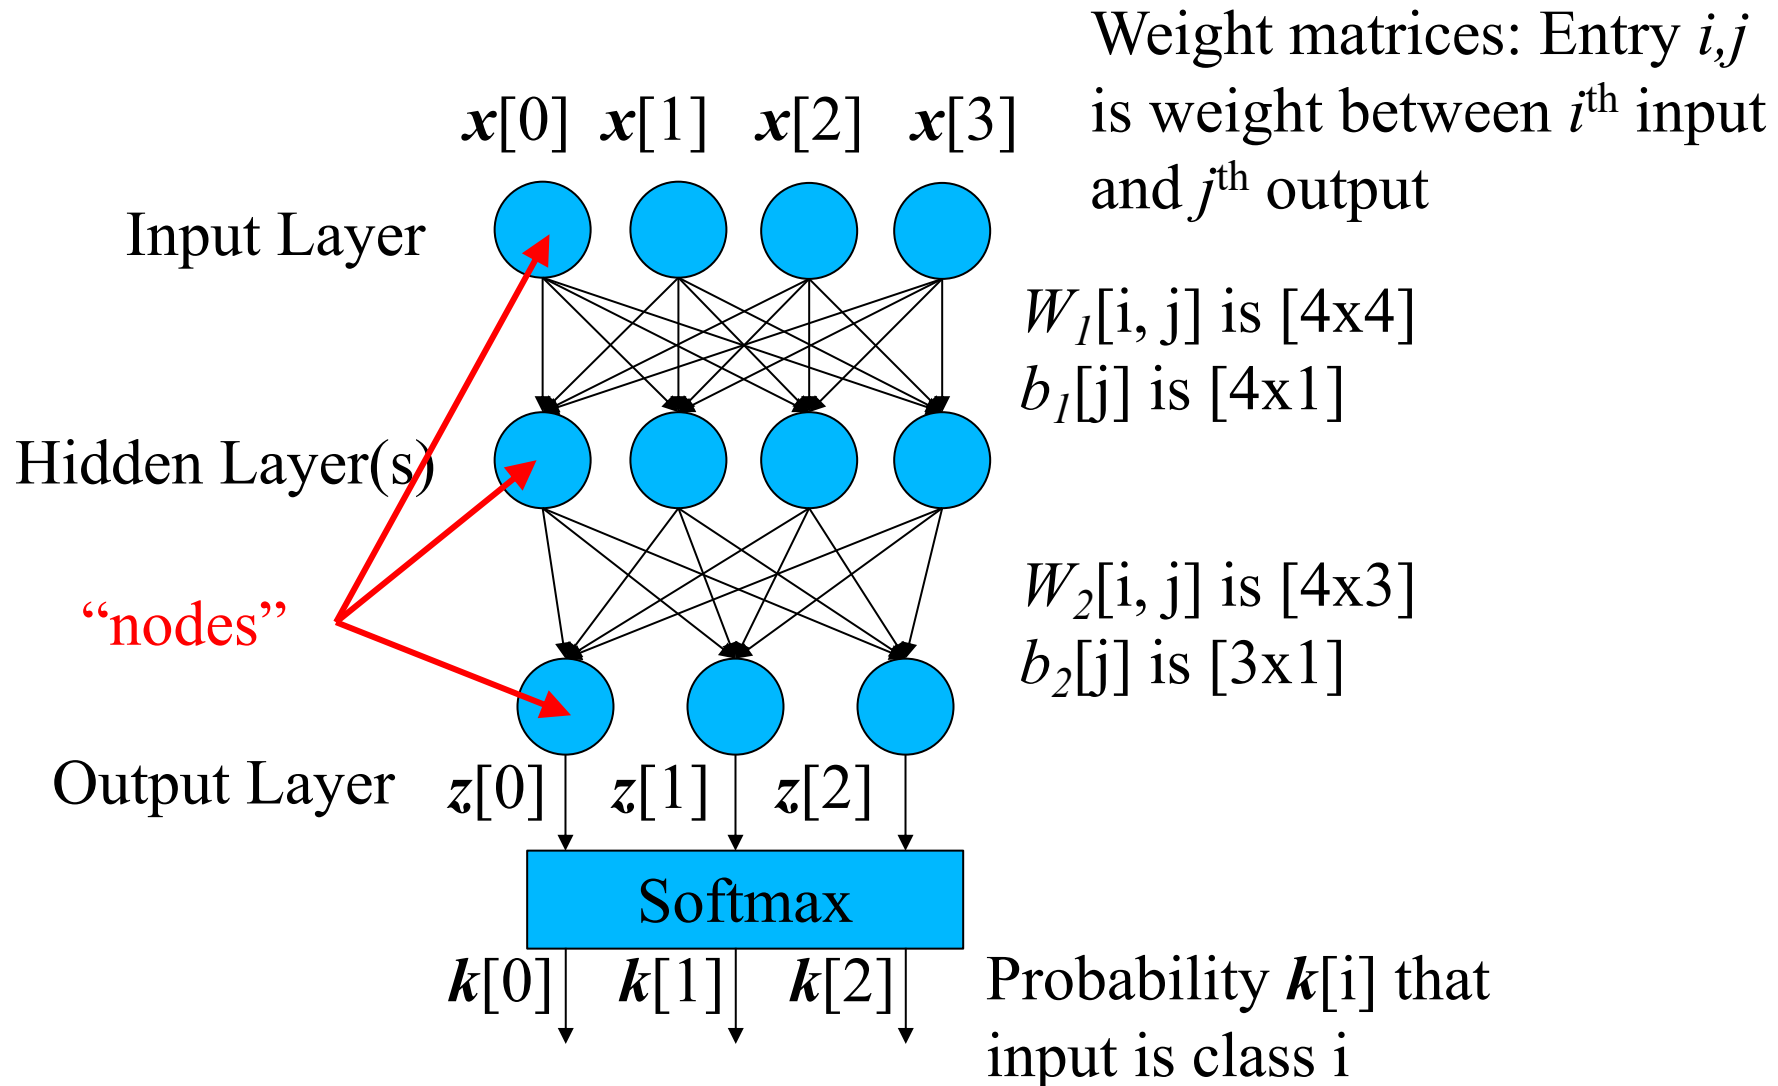 Weight matrices: Entry i,j
is weight between iᵗʰ input
and jᵗʰ output
x[0] x[1] x[2] x[3]
Input Layer
W₁[i, j] is [4x4]
b₁[j] is [4x1]
Hidden Layer(s)
W₂[i, j] is [4x3]
b₂[j] is [3x1]
“nodes”
Output Layer
z[0] z[1] z[2]
Softmax
k[0] k[1] k[2]
Probability k[i] that
input is class i